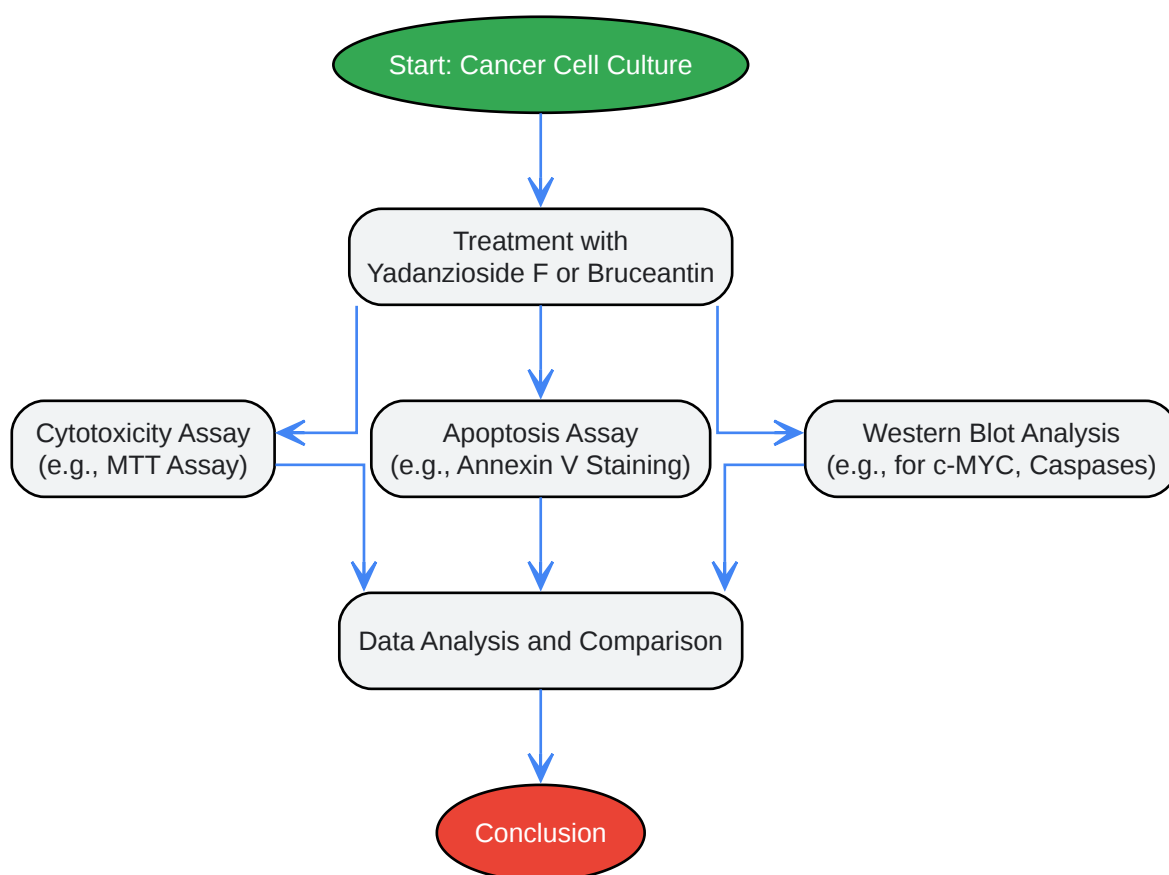 Start: Cancer Cell Culture
Treatment with
Yadanzioside F or Bruceantin
Cytotoxicity Assay
(e.g., MTT Assay)
Apoptosis Assay
(e.g., Annexin V Staining)
Western Blot Analysis
(e.g., for c-MYC, Caspases)
Data Analysis and Comparison
Conclusion